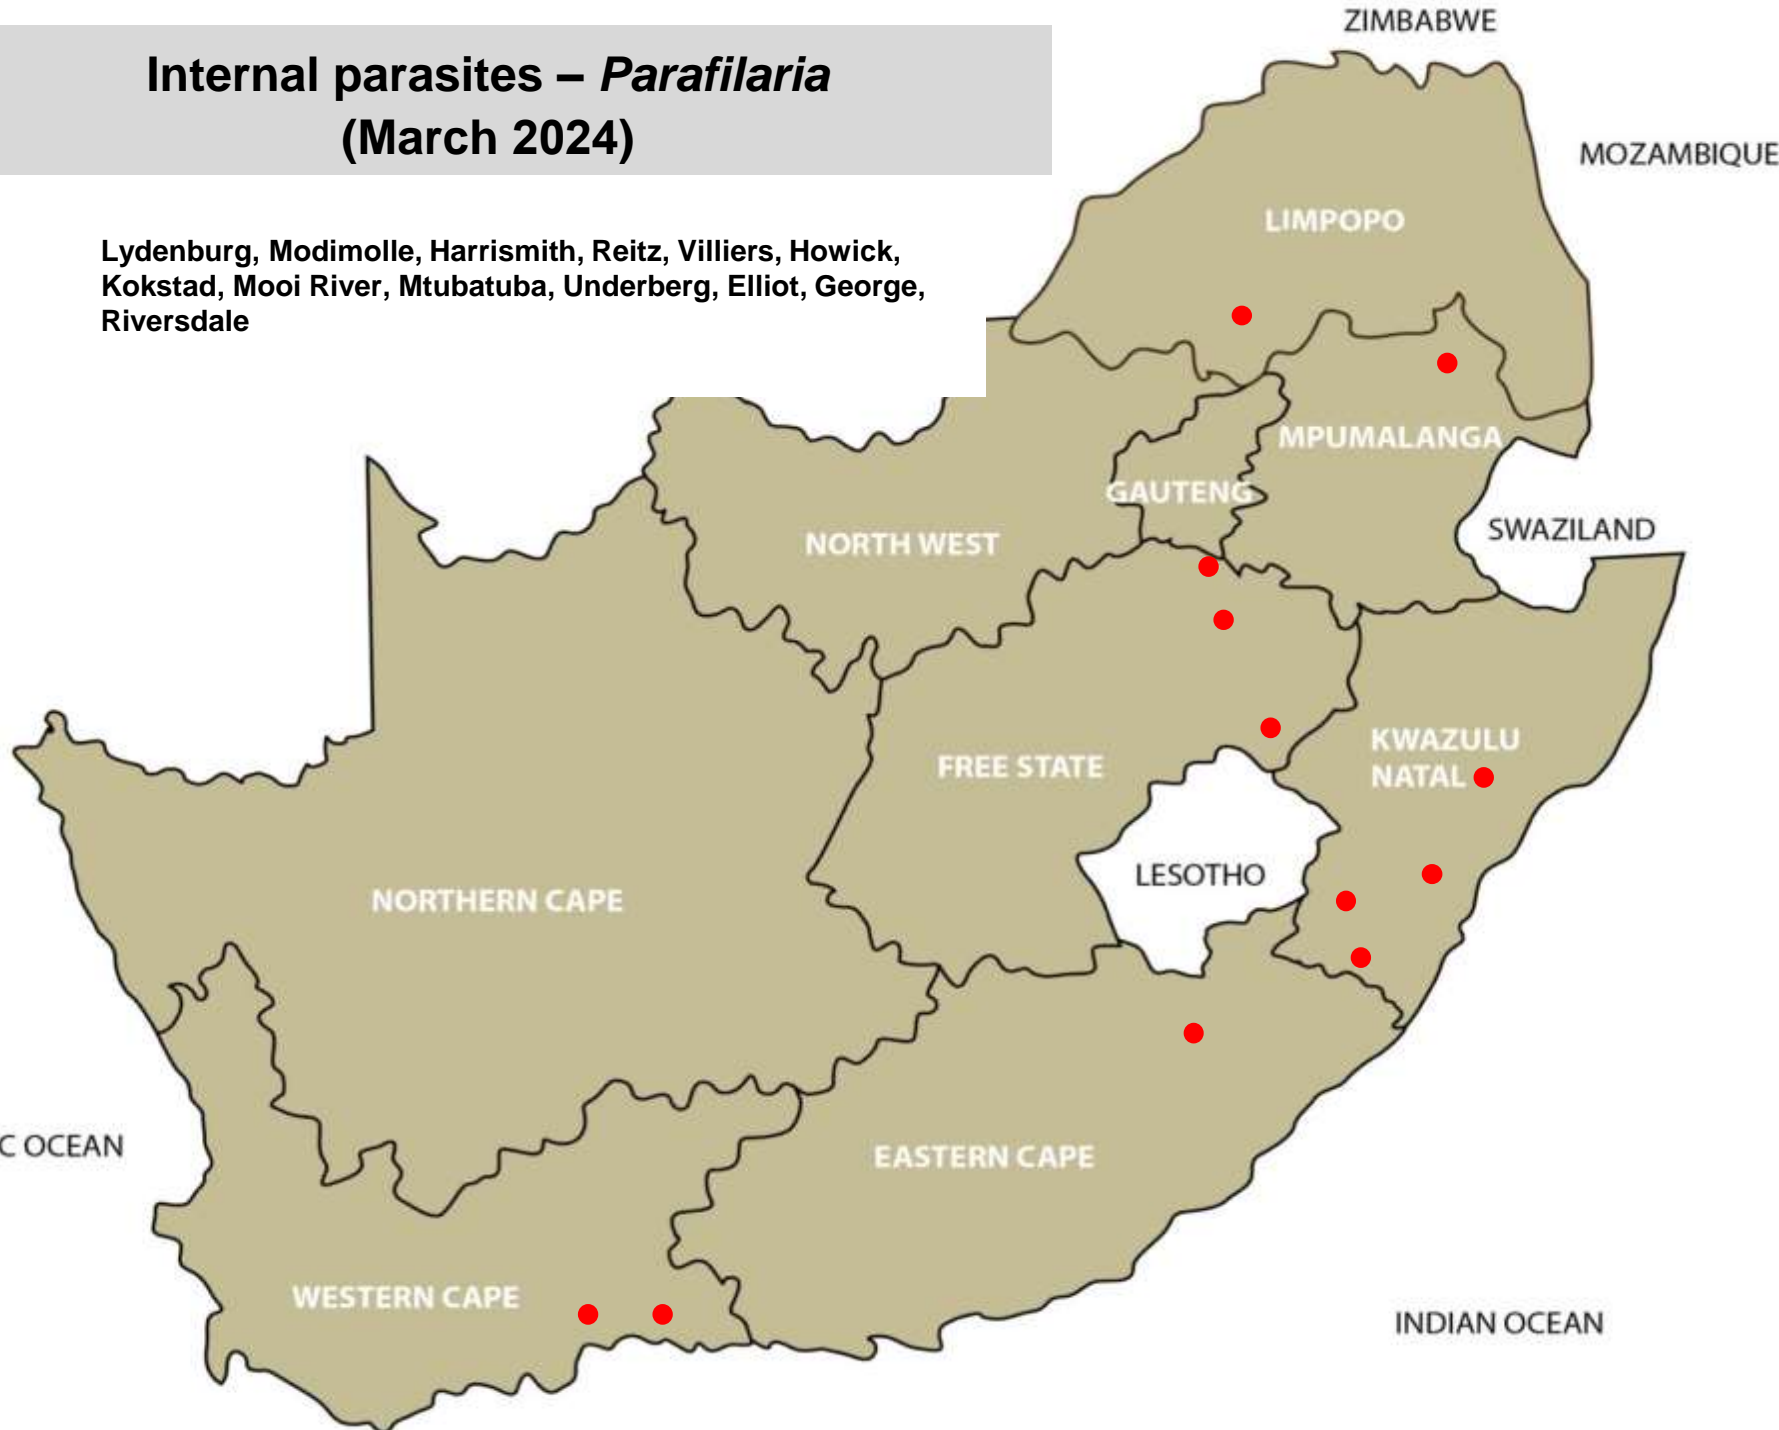 Internal parasites – Parafilaria
(March 2024)
Lydenburg, Modimolle, Harrismith, Reitz, Villiers, Howick,
Kokstad, Mooi River, Mtubatuba, Underberg, Elliot, George,
Riversdale
ZIMBABWE
MOZAMBIQUE
LIMPOPO
MPUMALANGA
GAUTENG
SWAZILAND
NORTH WEST
KWAZULU
NATAL
FREE STATE
LESOTHO
NORTHERN CAPE
C OCEAN
EASTERN CAPE
WESTERN CAPE
INDIAN OCEAN